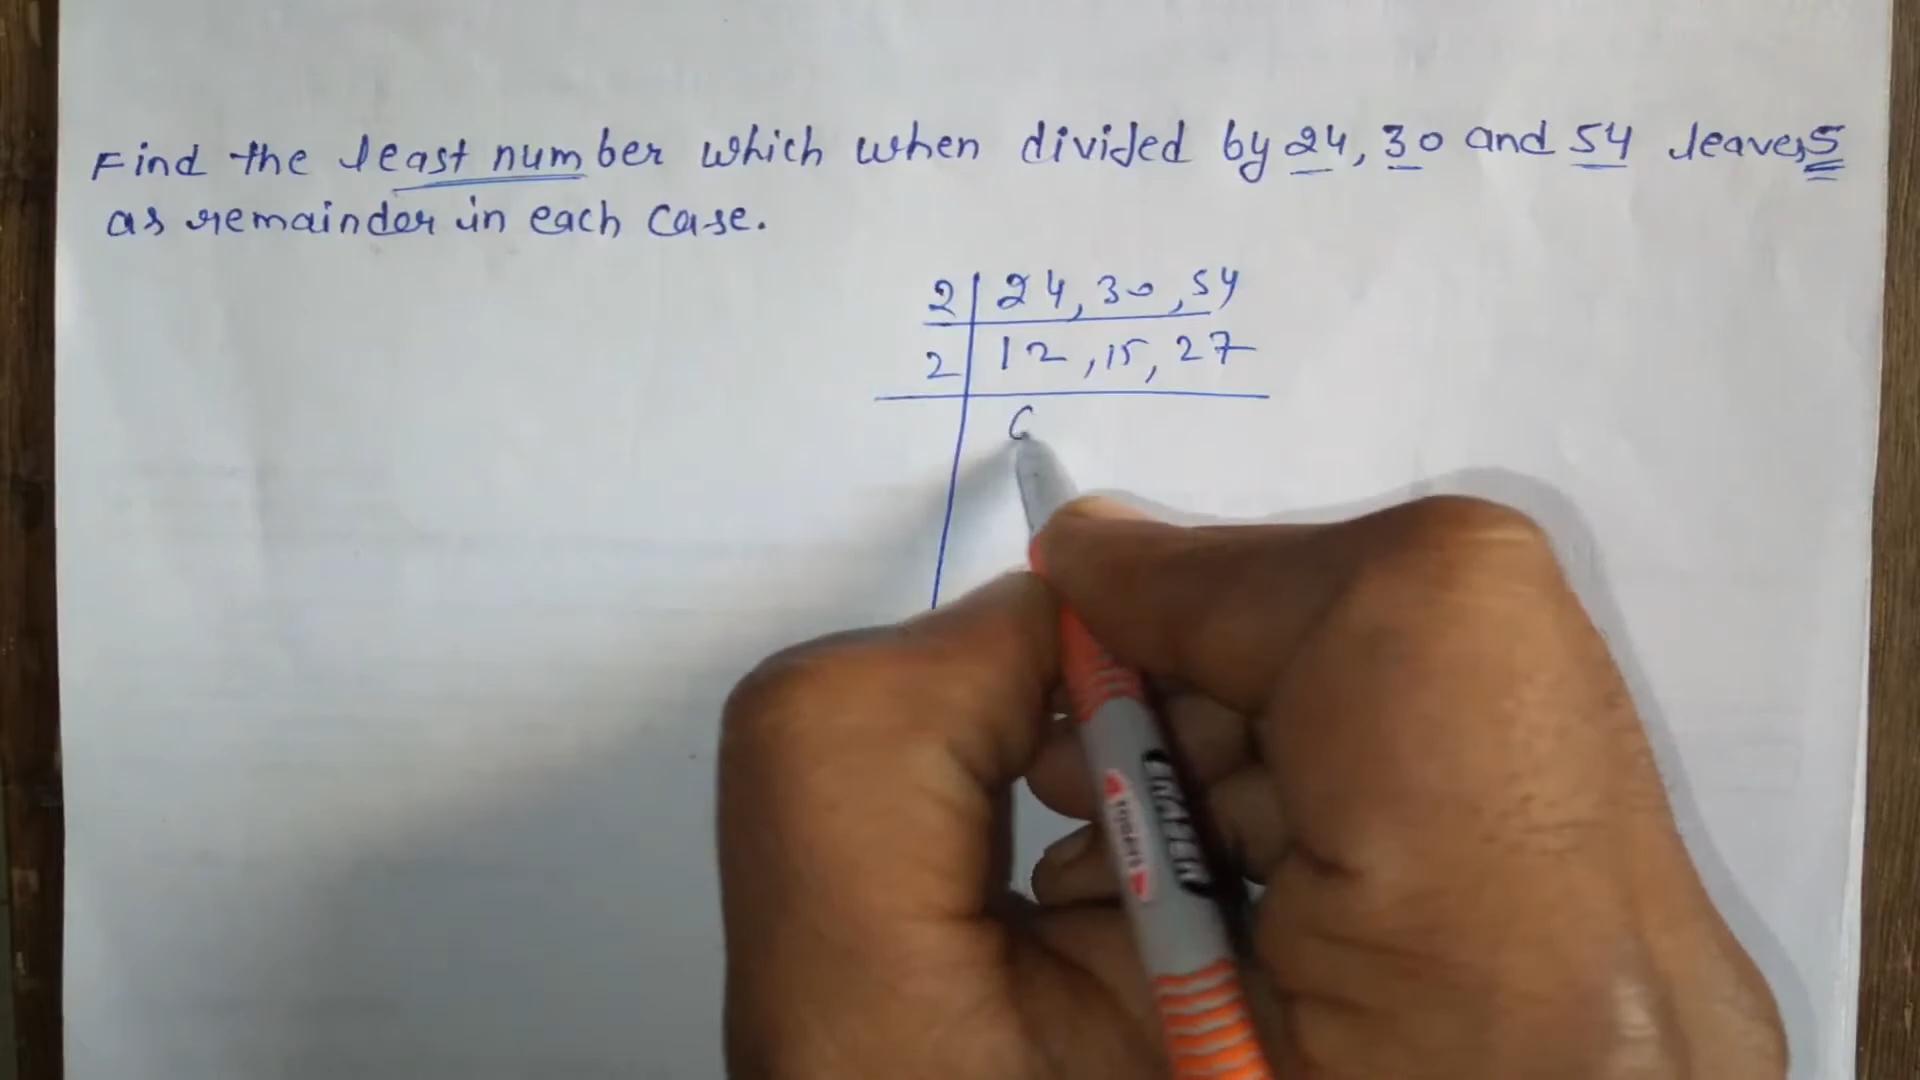 Find the least number which when divided by 24, 30 and 54 leaves 5
as remainder in each case.
2 24, 30, 54
2 12, 15, 27
6
ERAZER